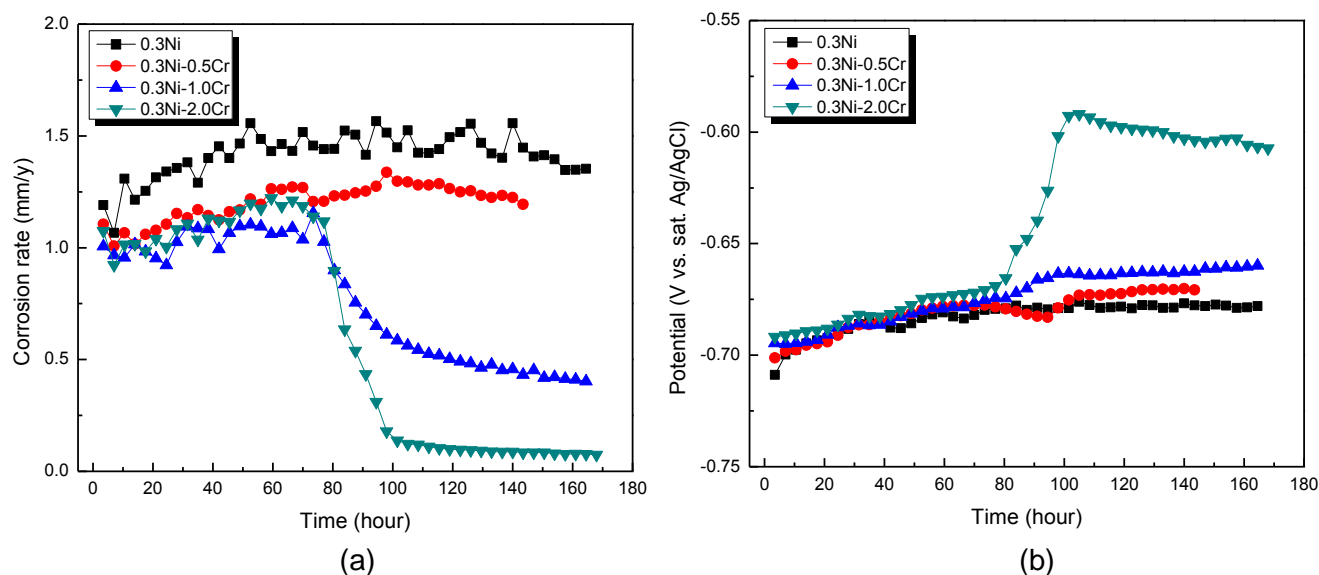 2.0
1.5
1.0
0.5
0.0
Corrosion rate (mm/y)
0.3Ni
0.3Ni-0.5Cr
0.3Ni-1.0Cr
0.3Ni-2.0Cr
0 20 40 60 80 100 120 140 160 180
Time (hour)
(a)
-0.55
-0.60
-0.65
-0.70
-0.75
Potential (V vs. sat. Ag/AgCl)
0.3Ni
0.3Ni-0.5Cr
0.3Ni-1.0Cr
0.3Ni-2.0Cr
0 20 40 60 80 100 120 140 160 180
Time (hour)
(b)